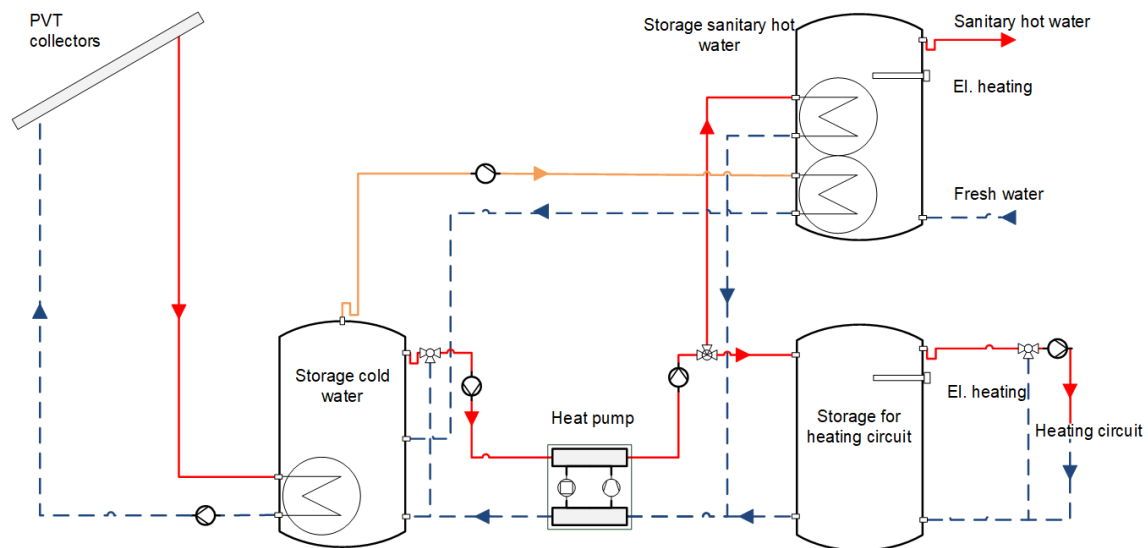 PVT
collectors
Storage sanitary hot
water
Sanitary hot water
El. heating
Fresh water
Storage cold
water
Heat pump
Storage for
heating circuit
El. heating
Heating circuit